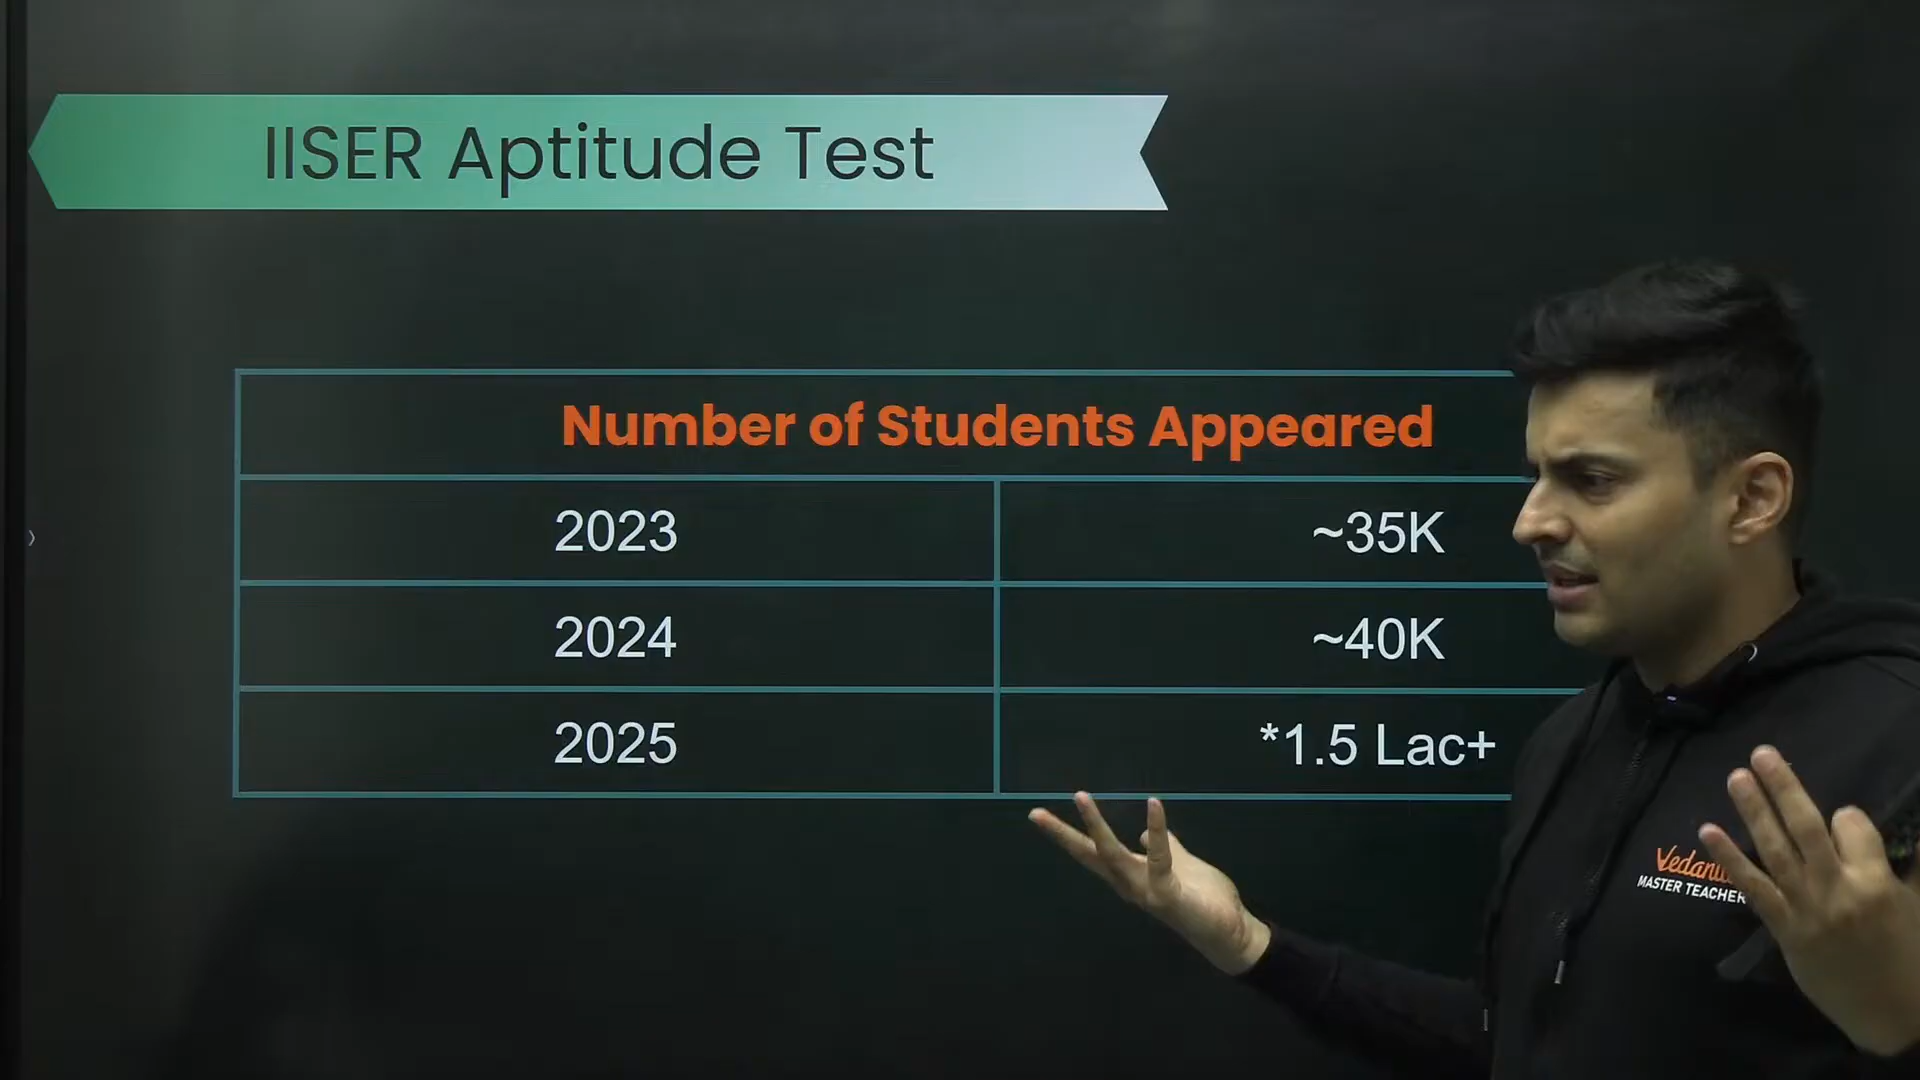 IISER Aptitude Test
Number of Students Appeared
2023 ~35K
2024 ~40K
2025 *1.5 Lac+
MASTER TEACHER